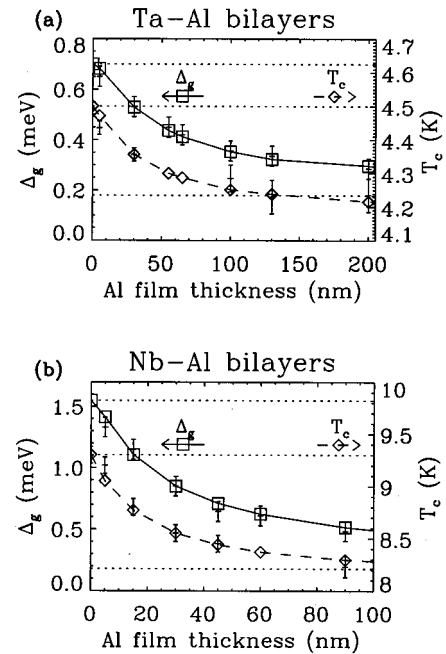 Ta-Al bilayers
(a)
0.8
0.6
0.4
0.2
0.0
Δg (meV)
Δg
Tc
4.7
4.6
4.5
4.4
4.3
4.2
4.1
Tc (K)
0 50 100 150 200
Al film thickness (nm)
Nb-Al bilayers
(b)
1.5
1.0
0.5
0.0
Δg (meV)
Δg
Tc
10
9.5
9
8.5
8
Tc (K)
0 20 40 60 80 100
Al film thickness (nm)